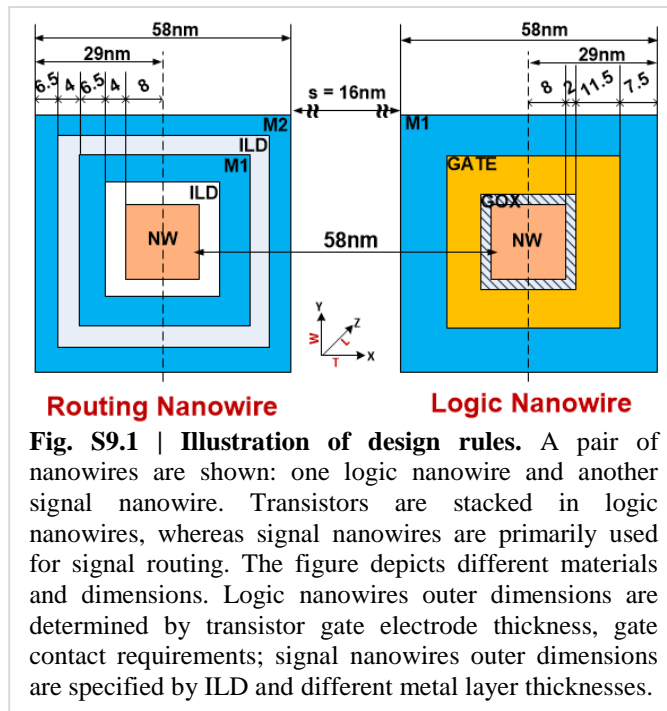 58nm 58nm
29nm 29nm
6.5 4 6.5 4 8 s = 16nm 8 2 11.5 7.5
M2 M1
ILD
M1 GATE
ILD GOX
NW NW
58nm
Y
Z
W L
T X
Routing Nanowire Logic Nanowire
Fig. S9.1 | Illustration of design rules. A pair of
nanowires are shown: one logic nanowire and another
signal nanowire. Transistors are stacked in logic
nanowires, whereas signal nanowires are primarily used
for signal routing. The figure depicts different materials
and dimensions. Logic nanowires outer dimensions are
determined by transistor gate electrode thickness, gate
contact requirements; signal nanowires outer dimensions
are specified by ILD and different metal layer thicknesses.